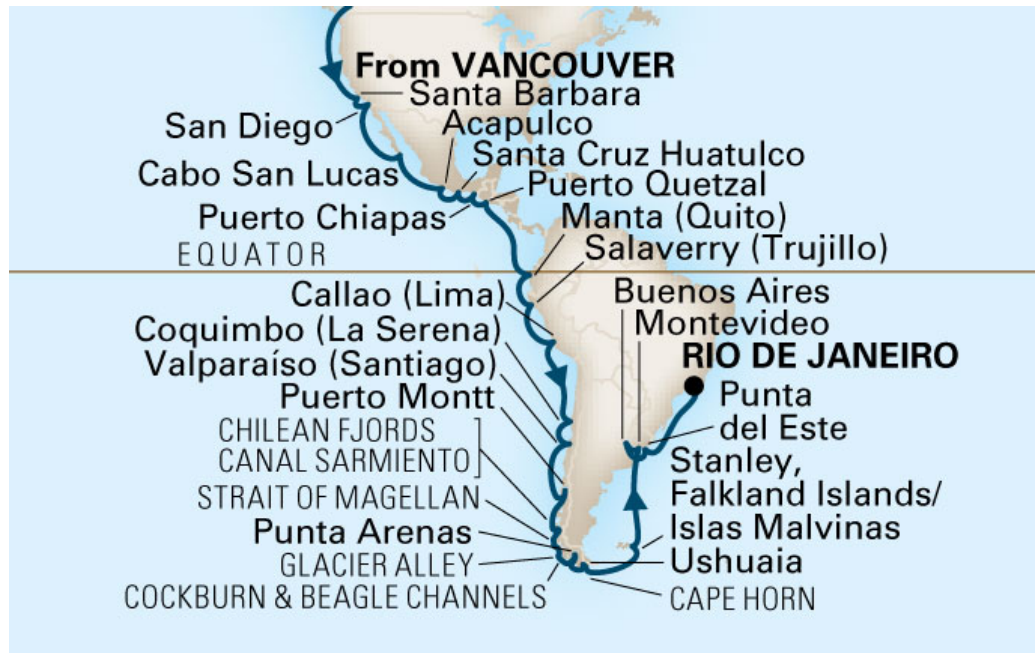 From VANCOUVER
Santa Barbara
San Diego
Acapulco
Santa Cruz Huatulco
Cabo San Lucas
Puerto Quetzal
Puerto Chiapas
Manta (Quito)
EQUATOR
Salaverry (Trujillo)
Callao (Lima)
Buenos Aires
Coquimbo (La Serena)
Montevideo
Valparaíso (Santiago)
RIO DE JANEIRO
Puerto Montt
Punta
del Este
CHILEAN FJORDS
CANAL SARMIENTO
Stanley,
Falkland Islands/
Islas Malvinas
STRAIT OF MAGELLAN
Punta Arenas
Ushuaia
GLACIER ALLEY
COCKBURN & BEAGLE CHANNELS
CAPE HORN